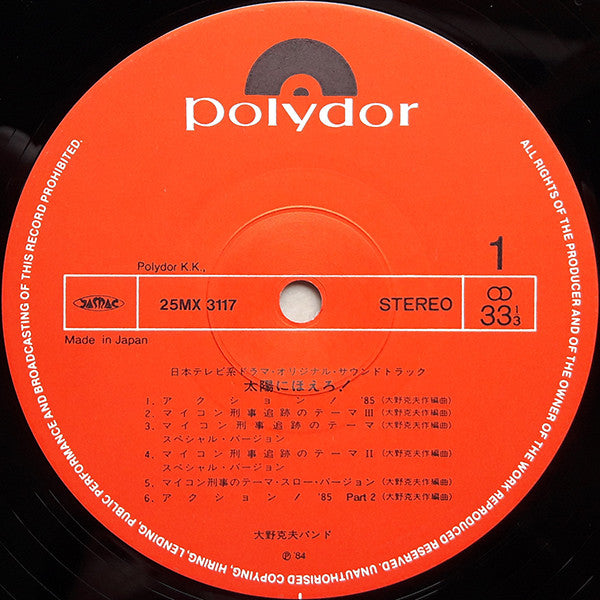 polydor
ALL RIGHTS OF THE PRODUCER AND OF THE OWNER OF THE WORK REPRODUCED RESERVED. UNAUTHORISED COPYING, HIRING, LENDING, PUBLIC PERFORMANCE AND BROADCASTING OF THIS RECORD PROHIBITED.
Polydor K.K.,
1
JASRAC
25MX 3117
STEREO
33 1/3
Made in Japan
日本テレビ系ドラマ・オリジナル・サウンドトラック
太陽にほえろ!
1. アクション! '85 (大野克夫作編曲)
2. マイコン刑事追跡のテーマ III (大野克夫作編曲)
3. マイコン刑事追跡のテーマ (大野克夫作編曲)
スペシャル・バージョン
4. マイコン刑事追跡のテーマ II (大野克夫作編曲)
スペシャル・バージョン
5. マイコン刑事のテーマ・スロー・バージョン (大野克夫作編曲)
6. アクション! '85 Part 2 (大野克夫作編曲)
大野克夫バンド
℗ '84